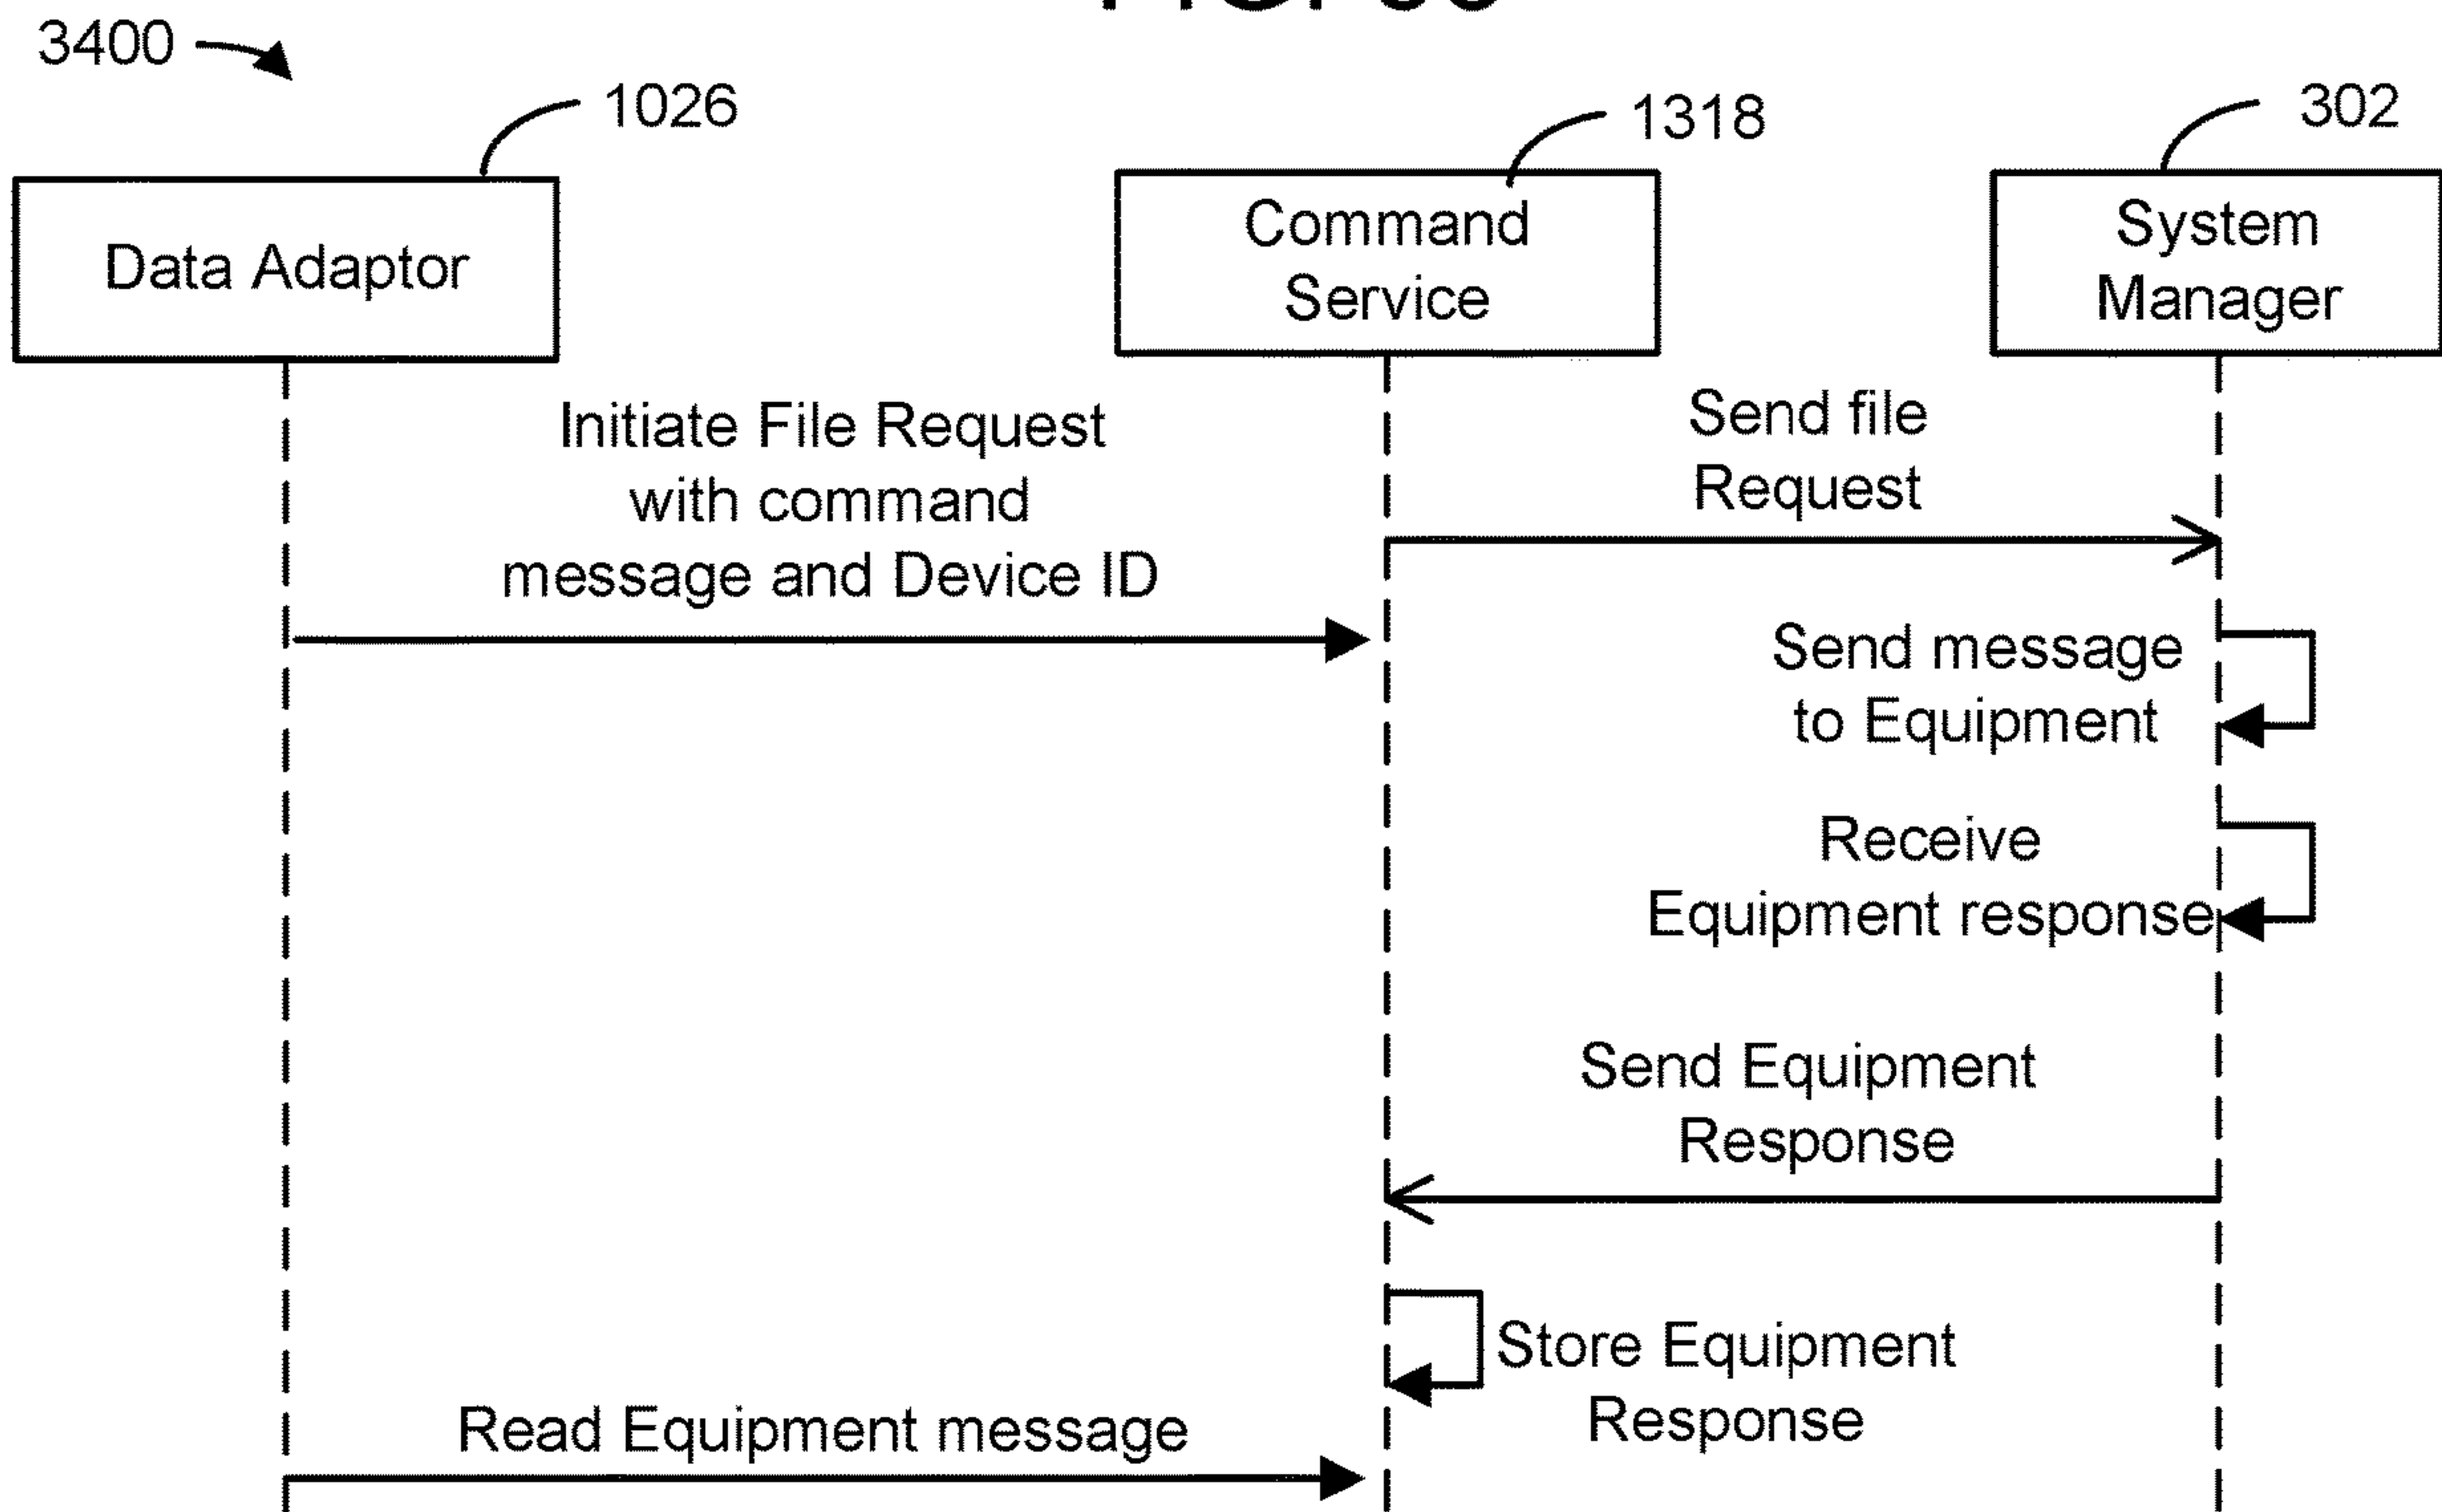 3400
1026
1318
302
Data Adaptor
Command
Service
System
Manager
Initiate File Request
with command
message and Device ID
Send file
Request
Send message
to Equipment
Receive
Equipment response
Send Equipment
Response
Store Equipment
Response
Read Equipment message